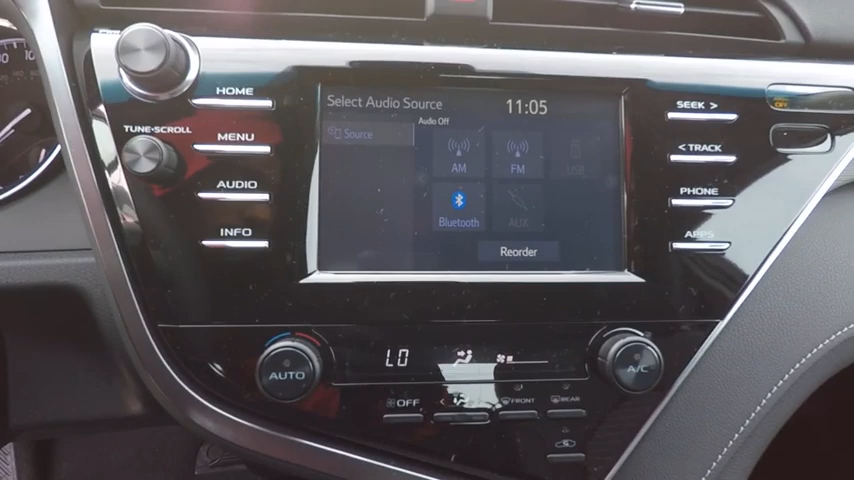 HOME
TUNE•SCROLL
MENU
AUDIO
INFO
Select Audio Source
11:05
Audio Off
Source
AM
FM
USB
Bluetooth
AUX
Reorder
SEEK >
< TRACK
PHONE
APPS
OFF
AUTO
LO
A/C
OFF
FRONT
REAR